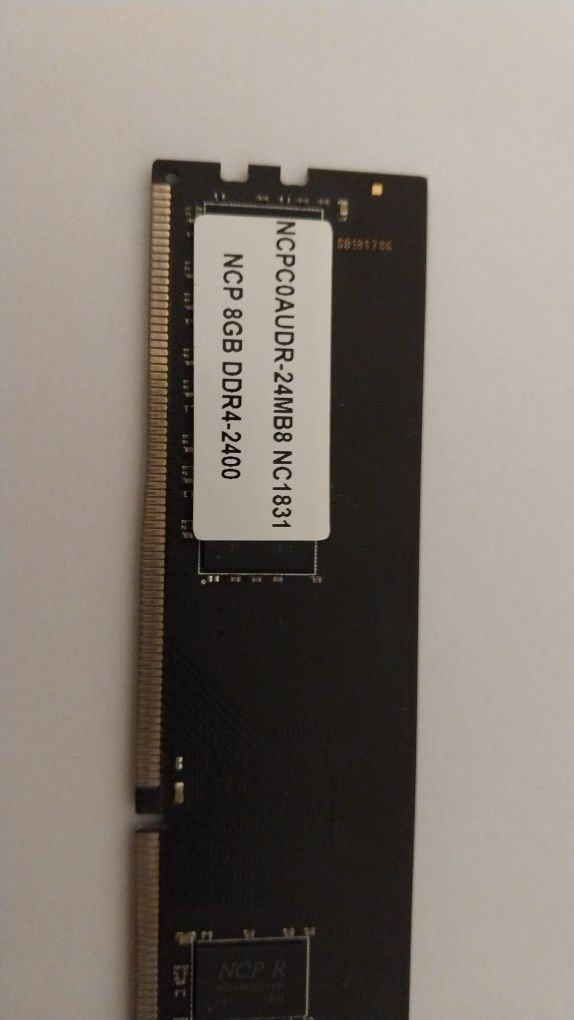 NCPC0AUDR-24MB8 NC1831
NCP 8GB DDR4-2400
SB181786
NCP R